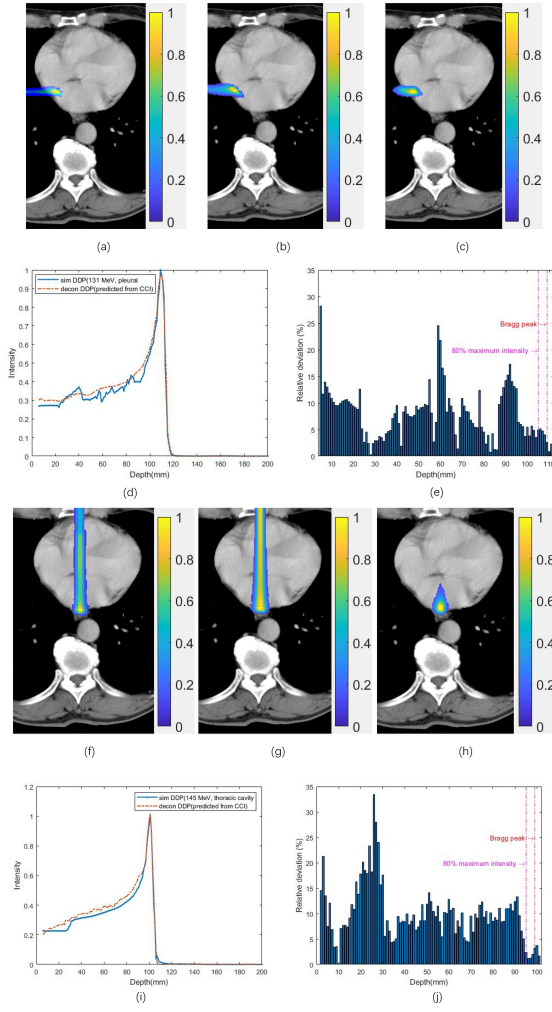 1
0.8
0.6
0.4
0.2
0
1
0.8
0.6
0.4
0.2
0
1
0.8
0.6
0.4
0.2
0
(a)
(b)
(c)
1
0.9
0.8
0.7
0.6
0.5
0.4
0.3
0.2
0.1
0
Intensity
sim DDP(131 MeV, pleural
decon DDP(predicted from CCI)
0 20 40 60 80 100 120 140 160 180 200
Depth(mm)
(d)
35
30
25
20
15
10
5
0
Relative deviation (%)
Bragg peak →
80% maximum intensity →
10 20 30 40 50 60 70 80 90 100 110
Depth(mm)
(e)
1
0.8
0.6
0.4
0.2
0
1
0.8
0.6
0.4
0.2
0
1
0.8
0.6
0.4
0.2
0
(f)
(g)
(h)
1.2
1
0.8
0.6
0.4
0.2
0
Intensity
sim DDP(145 MeV, thoracic cavity
decon DDP(predicted from CCI)
0 20 40 60 80 100 120 140 160 180 200
Depth(mm)
(i)
35
30
25
20
15
10
5
0
Relative deviation (%)
Bragg peak→
80% maximum intensity →
0 10 20 30 40 50 60 70 80 90 100
Depth(mm)
(j)